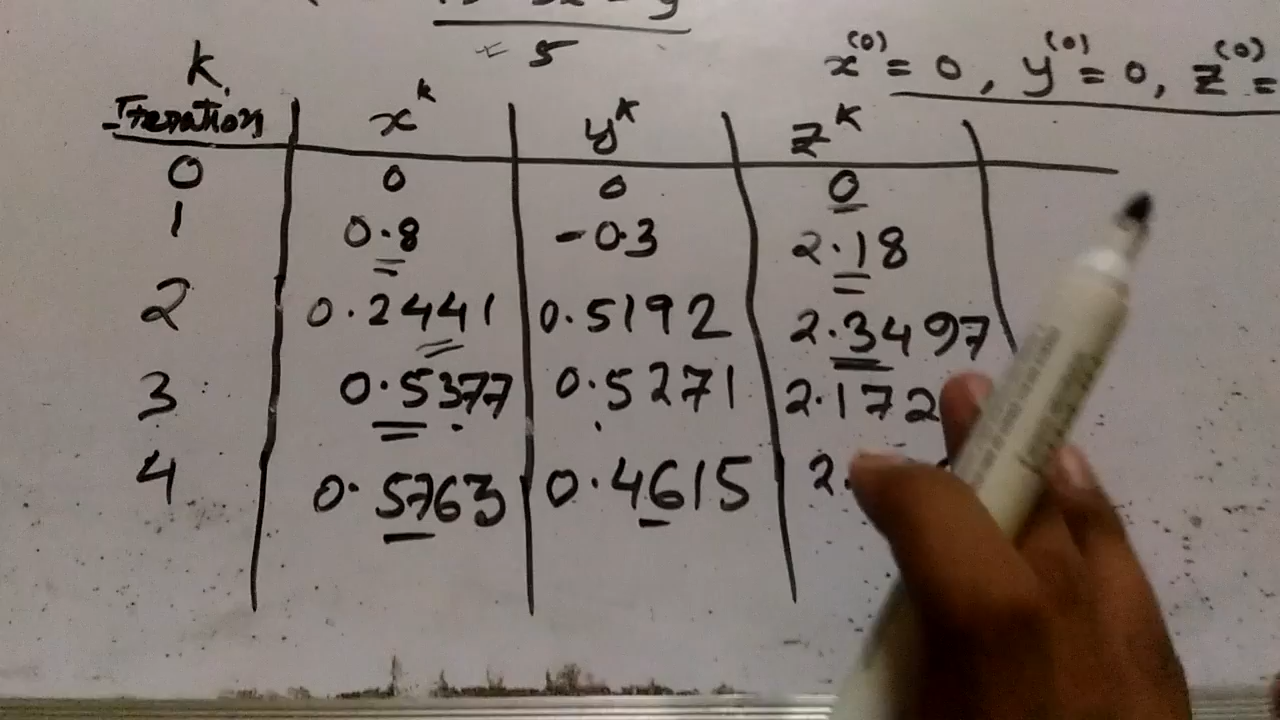 = 5
x^(0) = 0, y^(0) = 0, z^(0) =
k
Iteration x^k y^k z^k
0 0 0 0
1 0.8 -0.3 2.18
2 0.2441 0.5192 2.3497
3 0.5377 0.5271 2.172
4 0.5763 0.4615 2.